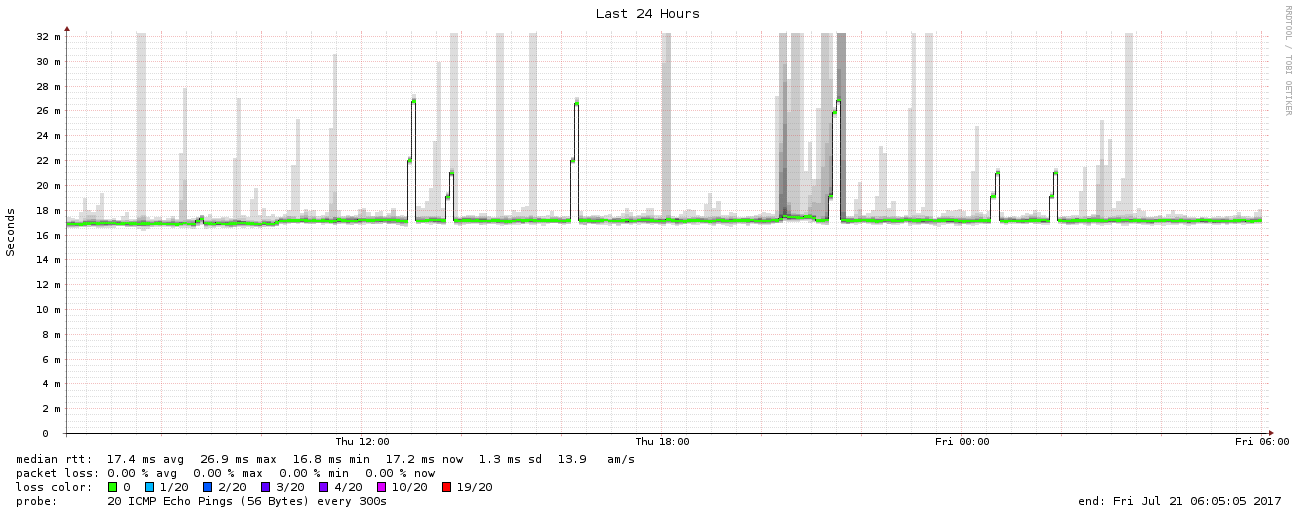 Last 24 Hours
RRDTOOL / TOBI OETIKER
Seconds
32 m
30 m
28 m
26 m
24 m
22 m
20 m
18 m
16 m
14 m
12 m
10 m
8 m
6 m
4 m
2 m
0
Thu 12:00 Thu 18:00 Fri 00:00 Fri 06:00
median rtt: 17.4 ms avg 26.9 ms max 16.8 ms min 17.2 ms now 1.3 ms sd 13.9 am/s
packet loss: 0.00 % avg 0.00 % max 0.00 % min 0.00 % now
loss color: 0 1/20 2/20 3/20 4/20 10/20 19/20
probe: 20 ICMP Echo Pings (56 Bytes) every 300s end: Fri Jul 21 06:05:05 2017